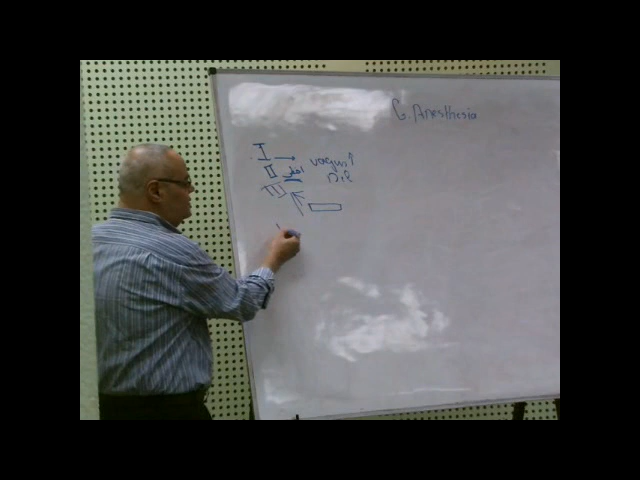 G. Anesthesia
I → vagus ↑
II
III